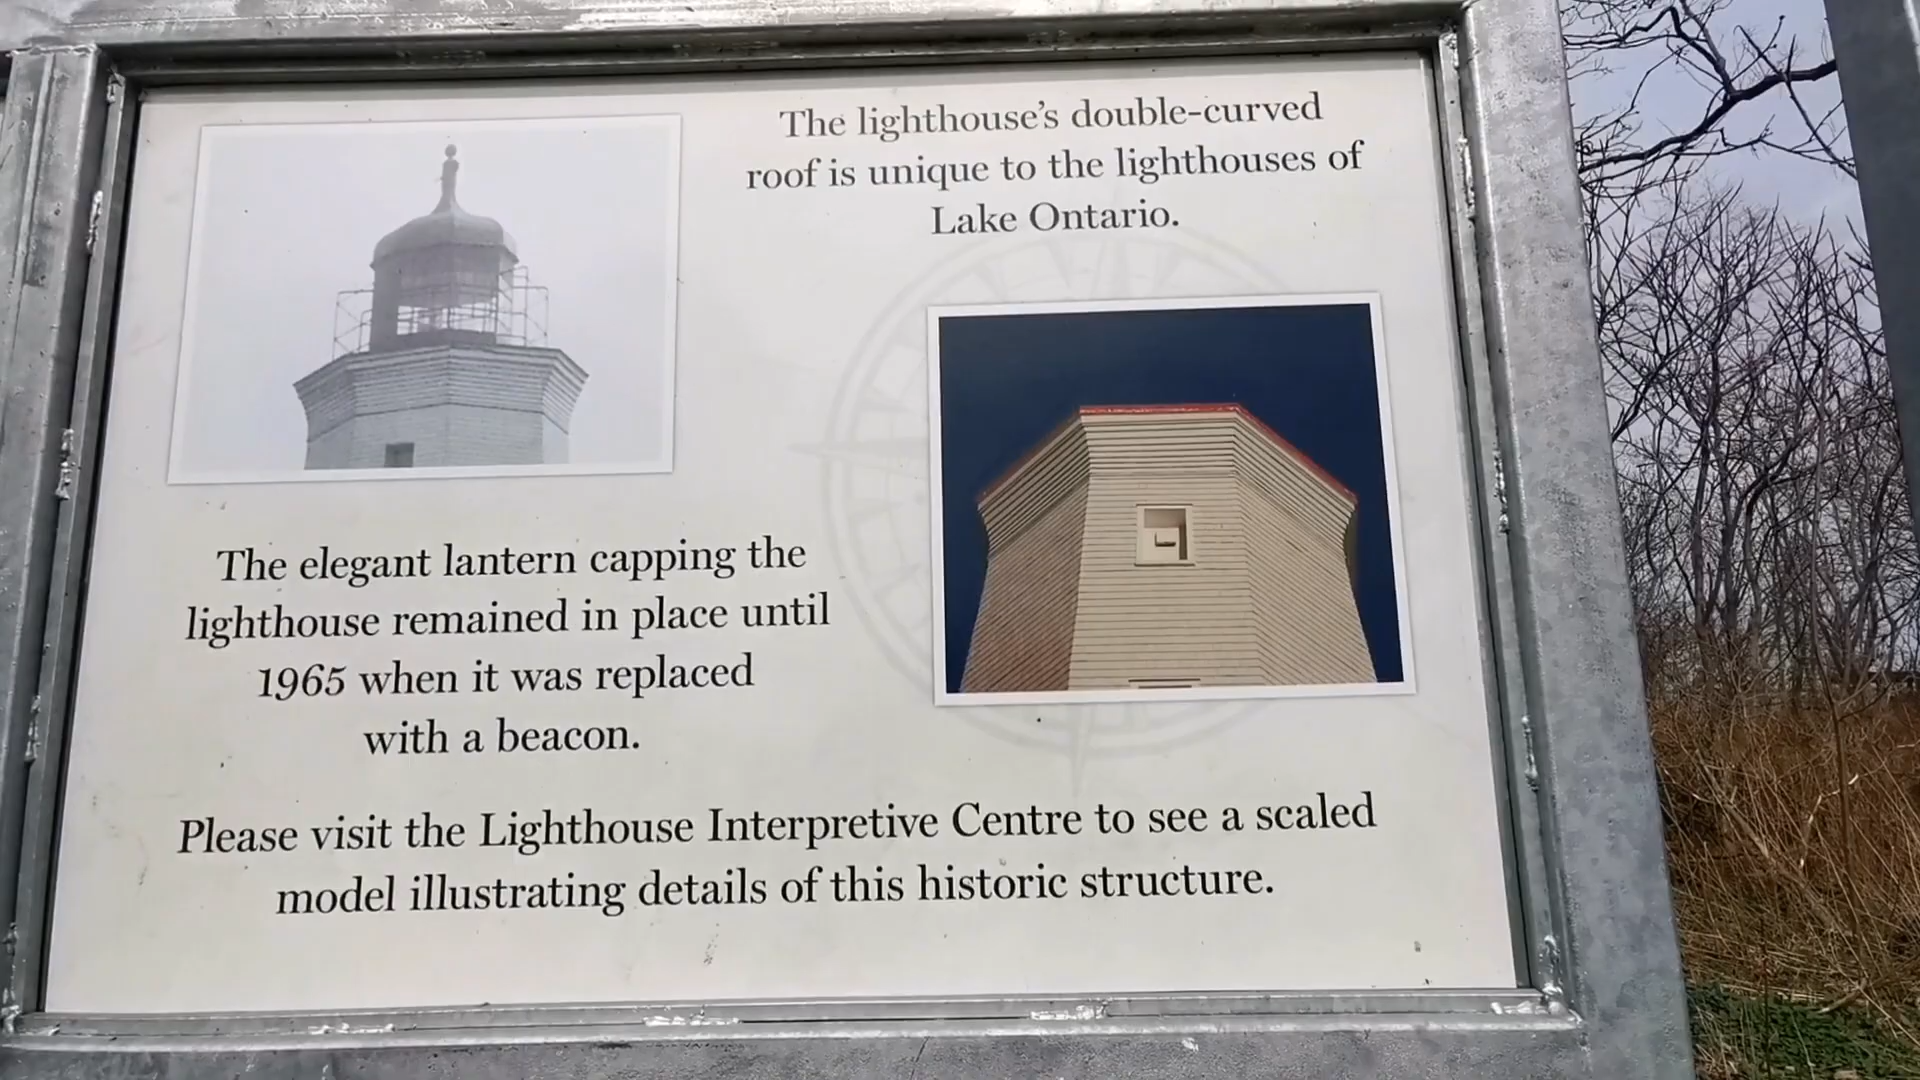 The lighthouse's double-curved
roof is unique to the lighthouses of
Lake Ontario.
The elegant lantern capping the
lighthouse remained in place until
1965 when it was replaced
with a beacon.
Please visit the Lighthouse Interpretive Centre to see a scaled
model illustrating details of this historic structure.